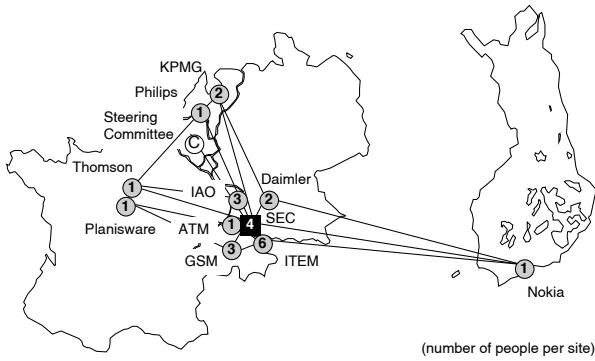 KPMG
2
Philips
1
Steering
Committee
C
Thomson
1
IAO
3
Daimler
2
1
Planisware
ATM
1
4
SEC
GSM
3
6
ITEM
1
Nokia
(number of people per site)